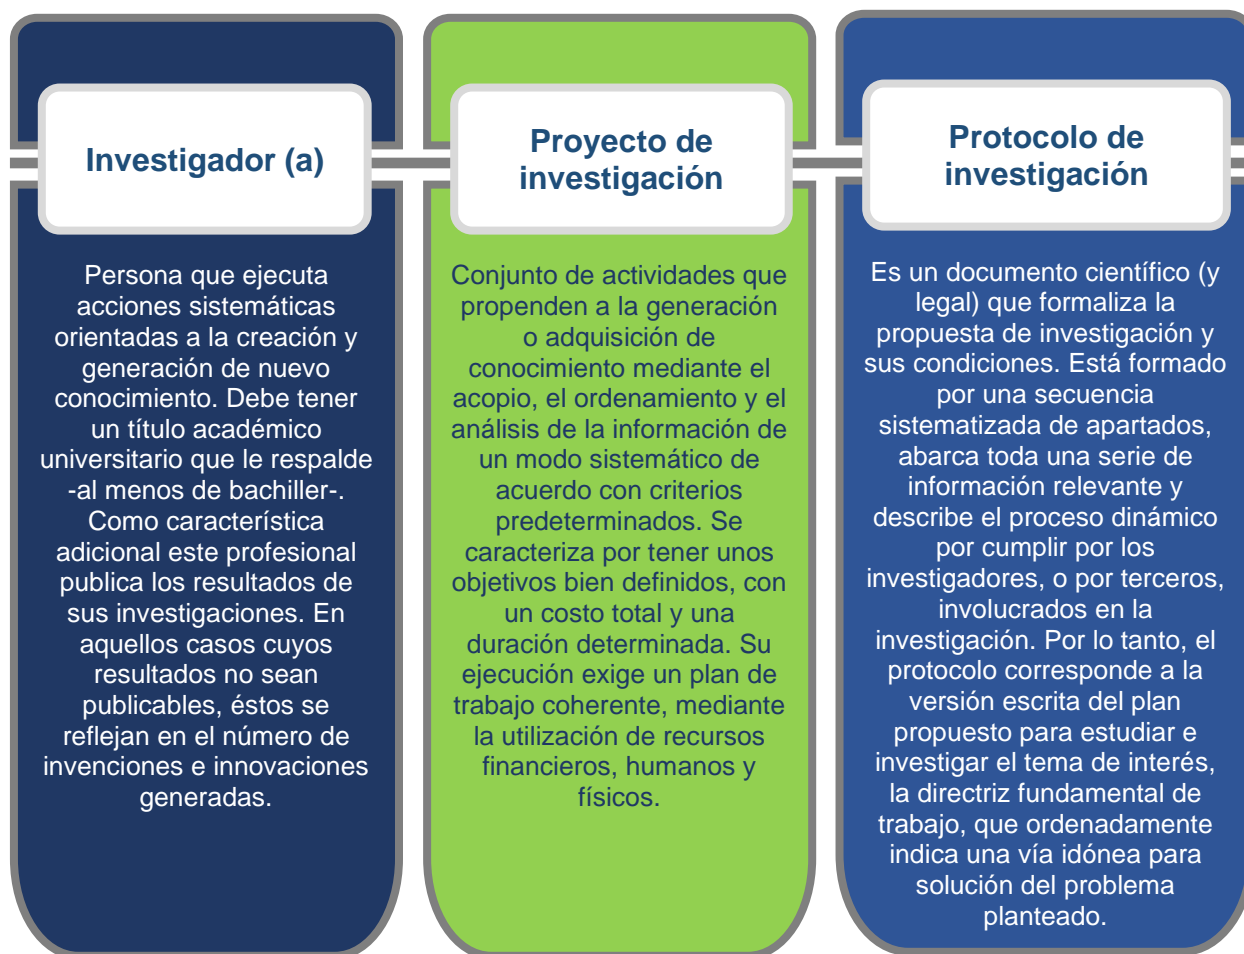 Investigador (a)
Persona que ejecuta
acciones sistemáticas
orientadas a la creación y
generación de nuevo
conocimiento. Debe tener
un título académico
universitario que le respalde
-al menos de bachiller-.
Como característica
adicional este profesional
publica los resultados de
sus investigaciones. En
aquellos casos cuyos
resultados no sean
publicables, éstos se
reflejan en el número de
invenciones e innovaciones
generadas.
Proyecto de
investigación
Conjunto de actividades que
propenden a la generación
o adquisición de
conocimiento mediante el
acopio, el ordenamiento y el
análisis de la información de
un modo sistemático de
acuerdo con criterios
predeterminados. Se
caracteriza por tener unos
objetivos bien definidos, con
un costo total y una
duración determinada. Su
ejecución exige un plan de
trabajo coherente, mediante
la utilización de recursos
financieros, humanos y
físicos.
Protocolo de
investigación
Es un documento científico (y
legal) que formaliza la
propuesta de investigación y
sus condiciones. Está formado
por una secuencia
sistematizada de apartados,
abarca toda una serie de
información relevante y
describe el proceso dinámico
por cumplir por los
investigadores, o por terceros,
involucrados en la
investigación. Por lo tanto, el
protocolo corresponde a la
versión escrita del plan
propuesto para estudiar e
investigar el tema de interés,
la directriz fundamental de
trabajo, que ordenadamente
indica una vía idónea para
solución del problema
planteado.